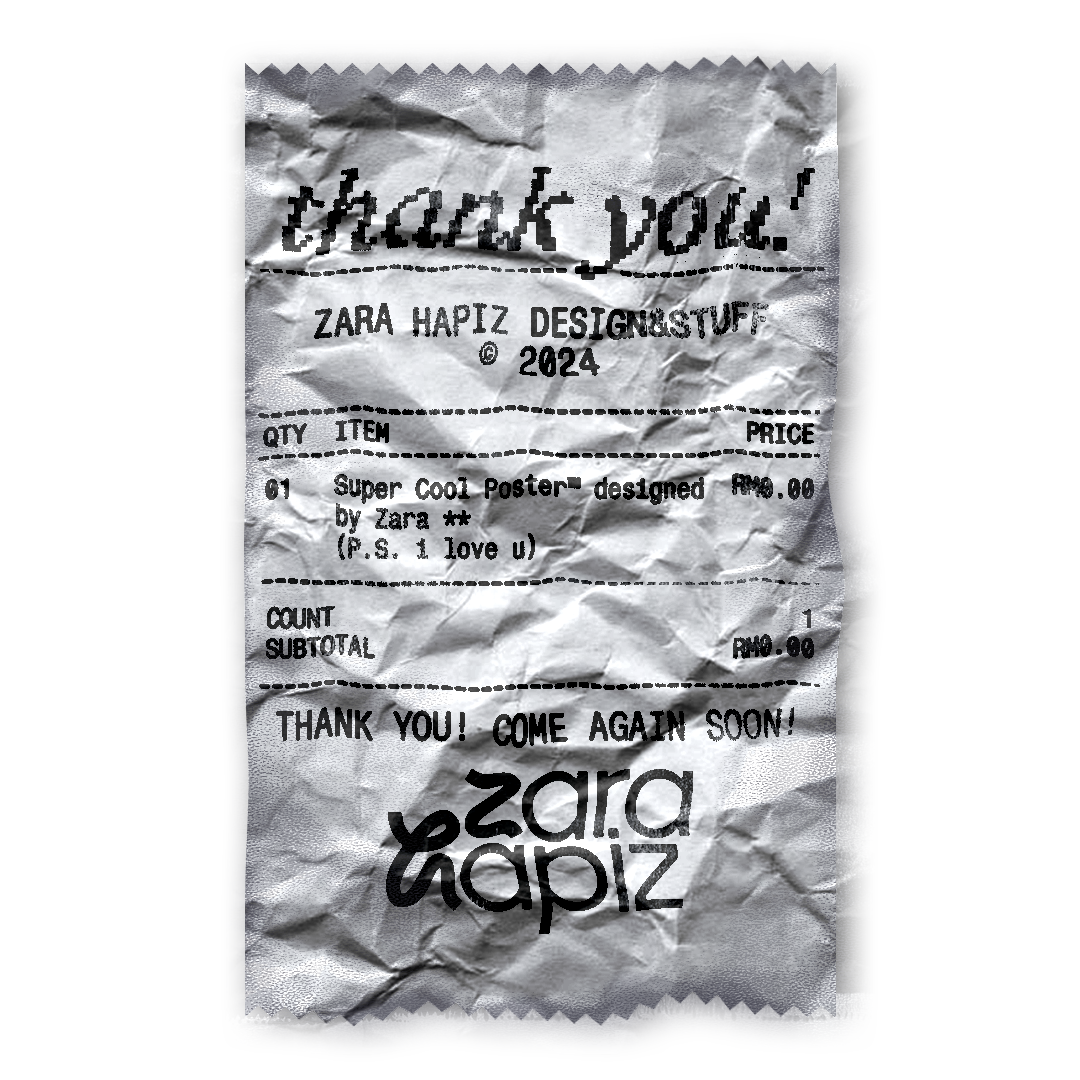 thank you!
ZARA HAPIZ DESIGN&STUFF
© 2024
QTY ITEM PRICE
01 Super Cool Poster™ designed RM0.00
by Zara **
(P.S. i love u)
COUNT 1
SUBTOTAL RM0.00
THANK YOU! COME AGAIN SOON!
zara
hapiz